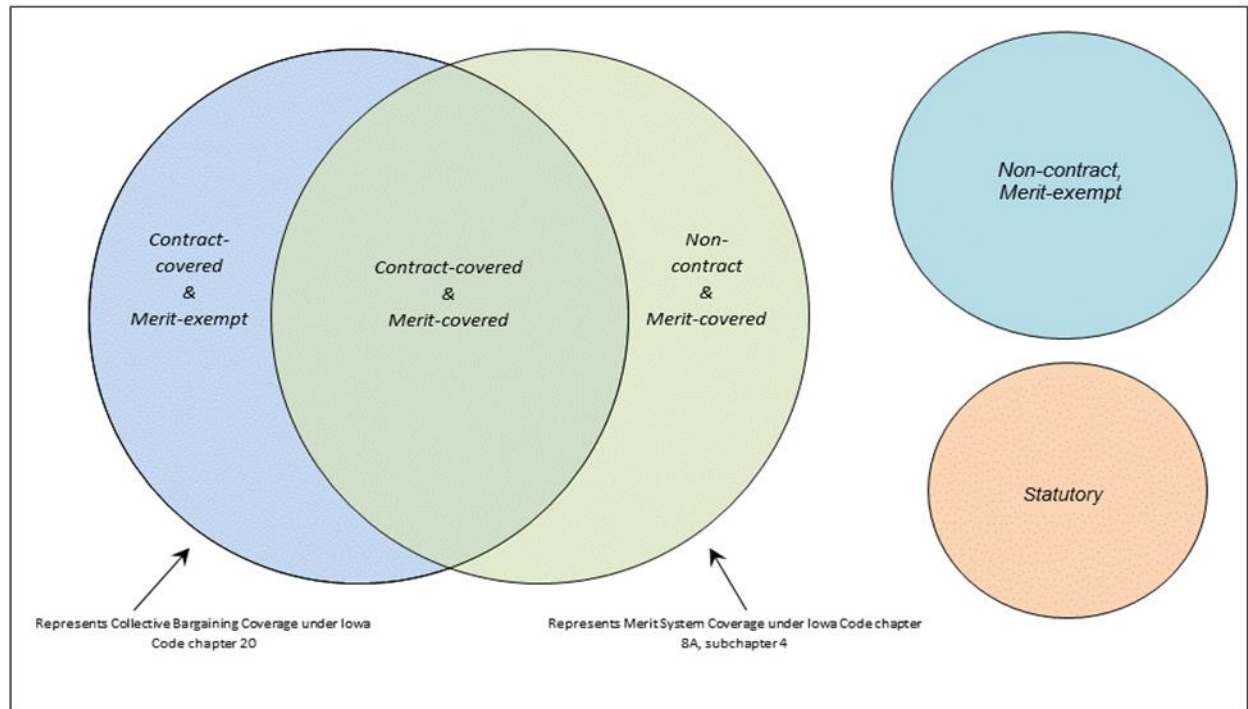 Contract-
covered
&
Merit-exempt
Contract-covered
&
Merit-covered
Non-
contract
&
Merit-covered
Non-contract,
Merit-exempt
Statutory
Represents Collective Bargaining Coverage under Iowa
Code chapter 20
Represents Merit System Coverage under Iowa Code chapter
8A, subchapter 4